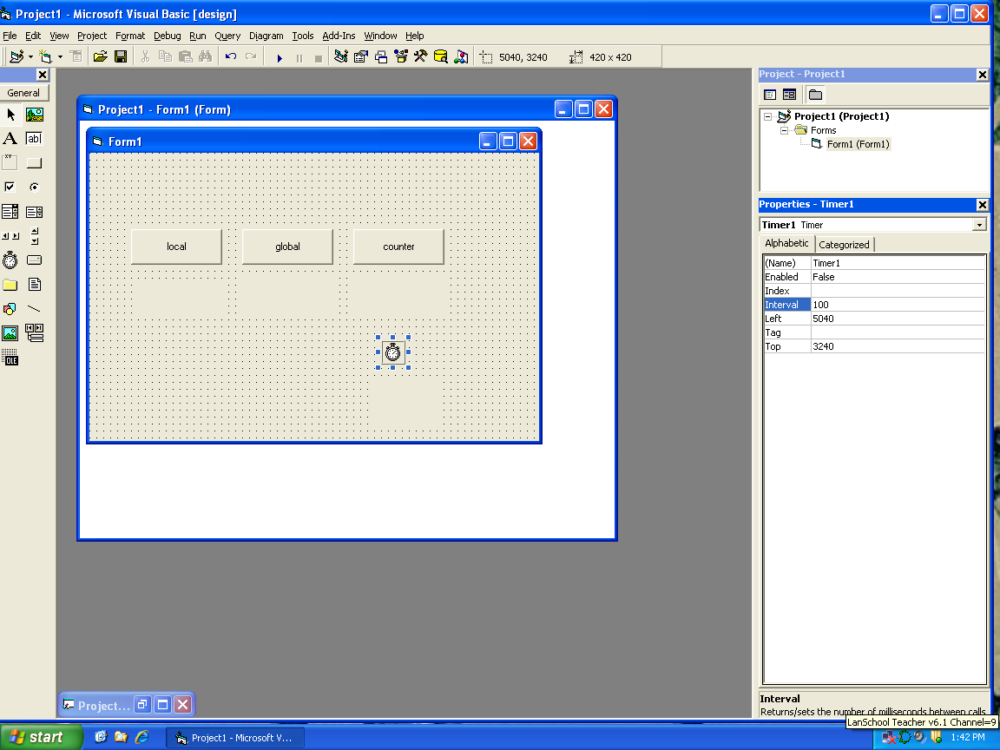 Project1 - Microsoft Visual Basic [design]
File Edit View Project Format Debug Run Query Diagram Tools Add-Ins Window Help
5040, 3240 420 x 420
General
A ab|
xy
OLE
Project1 - Form1 (Form)
Form1
local global counter
Project...
Project - Project1
Project1 (Project1)
Forms
Form1 (Form1)
Properties - Timer1
Timer1 Timer
Alphabetic Categorized
(Name) Timer1
Enabled False
Index
Interval 100
Left 5040
Tag
Top 3240
Interval
Returns/sets the number of milliseconds between calls
LanSchool Teacher v6.1 Channel=9
start Project1 - Microsoft V... 1:42 PM